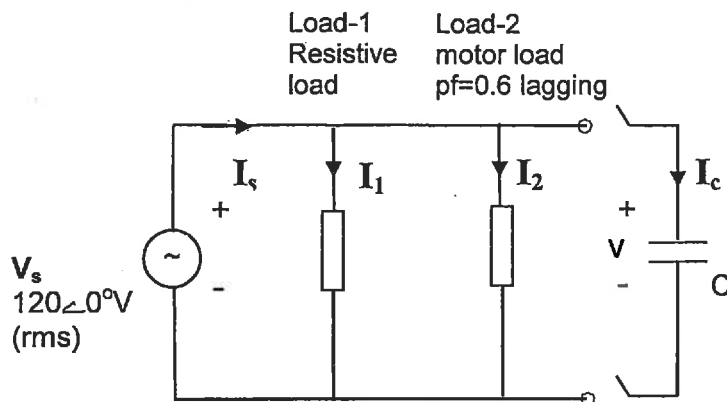 Load-1
Resistive
load
Load-2
motor load
pf=0.6 lagging
Is
I1
I2
Ic
+
+
~
V
-
-
C
Vs
120∠0°V
(rms)